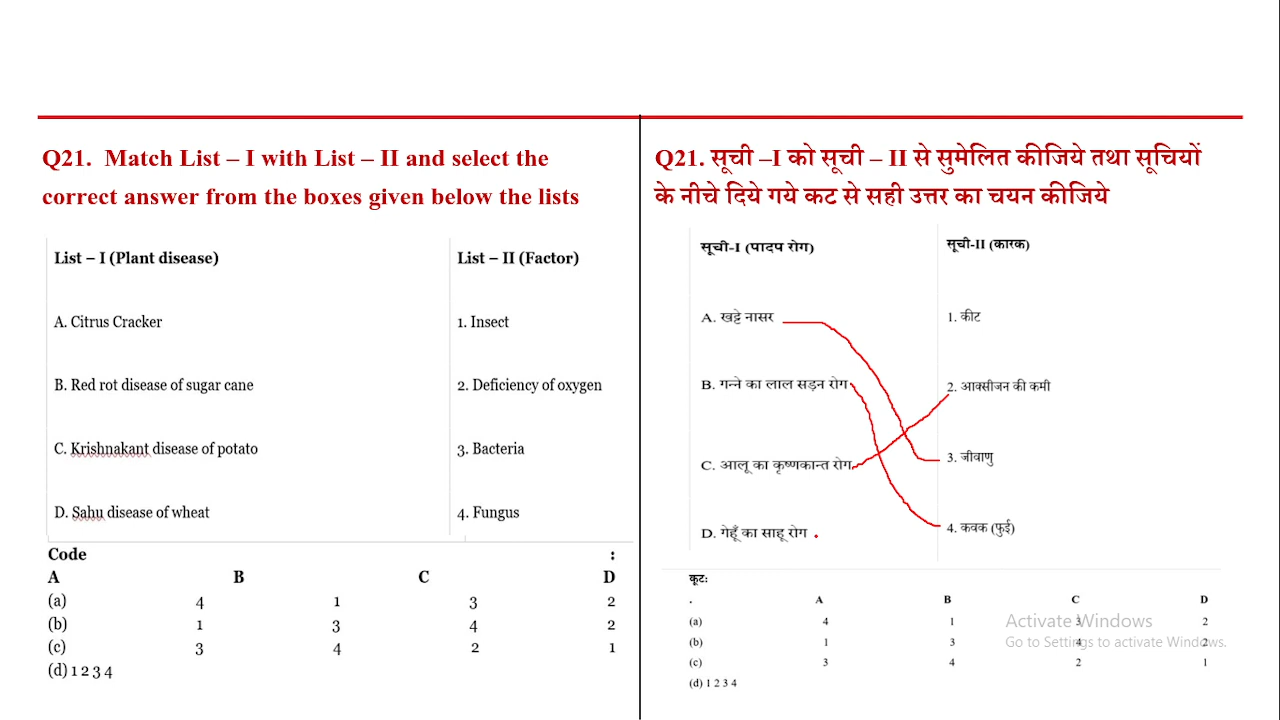 Q21. Match List – I with List – II and select the
correct answer from the boxes given below the lists
List – I (Plant disease) List – II (Factor)
A. Citrus Cracker 1. Insect
B. Red rot disease of sugar cane 2. Deficiency of oxygen
C. Krishnakant disease of potato 3. Bacteria
D. Sahu disease of wheat 4. Fungus
Code :
A B C D
(a) 4 1 3 2
(b) 1 3 4 2
(c) 3 4 2 1
(d) 1 2 3 4
Q21. सूची –I को सूची – II से सुमेलित कीजिये तथा सूचियों
के नीचे दिये गये कट से सही उत्तर का चयन कीजिये
सूची-I (पादप रोग) सूची-II (कारक)
A. खट्टे नासर 1. कीट
B. गन्ने का लाल सड़न रोग 2. आक्सीजन की कमी
C. आलू का कृष्णकान्त रोग 3. जीवाणु
D. गेहूँ का साहू रोग 4. कवक (फुई)
कूटः
. A B C D
(a) 4 1 3 2
(b) 1 3 4 2
(c) 3 4 2 1
(d) 1 2 3 4
Activate Windows
Go to Settings to activate Windows.